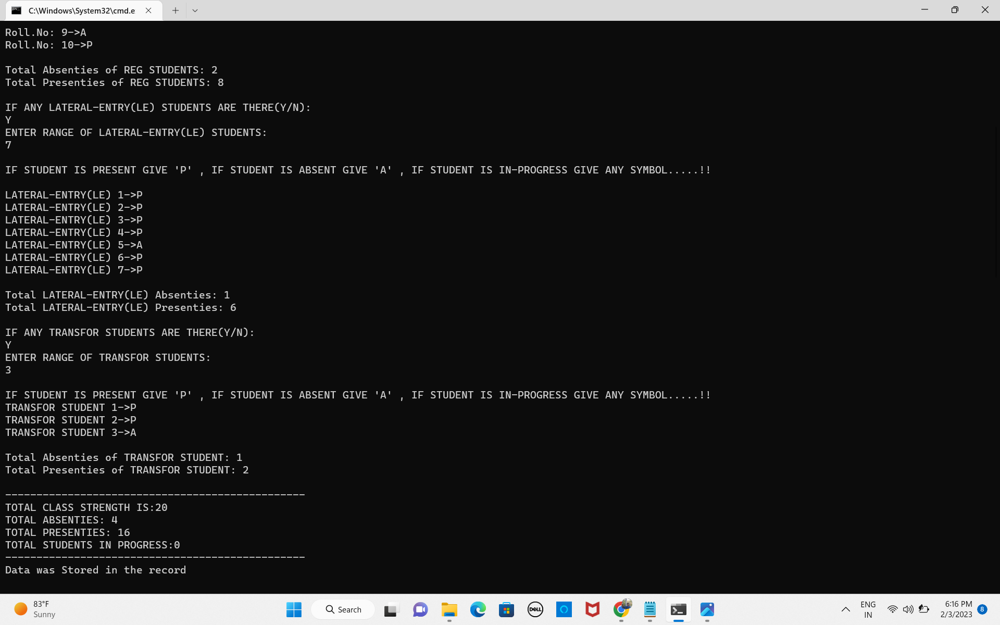 C:\Windows\System32\cmd.e
Roll.No: 9->A
Roll.No: 10->P
Total Absenties of REG STUDENTS: 2
Total Presenties of REG STUDENTS: 8
IF ANY LATERAL-ENTRY(LE) STUDENTS ARE THERE(Y/N):
Y
ENTER RANGE OF LATERAL-ENTRY(LE) STUDENTS:
7
IF STUDENT IS PRESENT GIVE 'P' , IF STUDENT IS ABSENT GIVE 'A' , IF STUDENT IS IN-PROGRESS GIVE ANY SYMBOL.....!!
LATERAL-ENTRY(LE) 1->P
LATERAL-ENTRY(LE) 2->P
LATERAL-ENTRY(LE) 3->P
LATERAL-ENTRY(LE) 4->P
LATERAL-ENTRY(LE) 5->A
LATERAL-ENTRY(LE) 6->P
LATERAL-ENTRY(LE) 7->P
Total LATERAL-ENTRY(LE) Absenties: 1
Total LATERAL-ENTRY(LE) Presenties: 6
IF ANY TRANSFOR STUDENTS ARE THERE(Y/N):
Y
ENTER RANGE OF TRANSFOR STUDENTS:
3
IF STUDENT IS PRESENT GIVE 'P' , IF STUDENT IS ABSENT GIVE 'A' , IF STUDENT IS IN-PROGRESS GIVE ANY SYMBOL.....!!
TRANSFOR STUDENT 1->P
TRANSFOR STUDENT 2->P
TRANSFOR STUDENT 3->A
Total Absenties of TRANSFOR STUDENT: 1
Total Presenties of TRANSFOR STUDENT: 2
------------------------------------------------
TOTAL CLASS STRENGTH IS:20
TOTAL ABSENTIES: 4
TOTAL PRESENTIES: 16
TOTAL STUDENTS IN PROGRESS:0
------------------------------------------------
Data was Stored in the record
83°F
Sunny
Search
DELL
ENG
IN
6:16 PM
2/3/2023
8